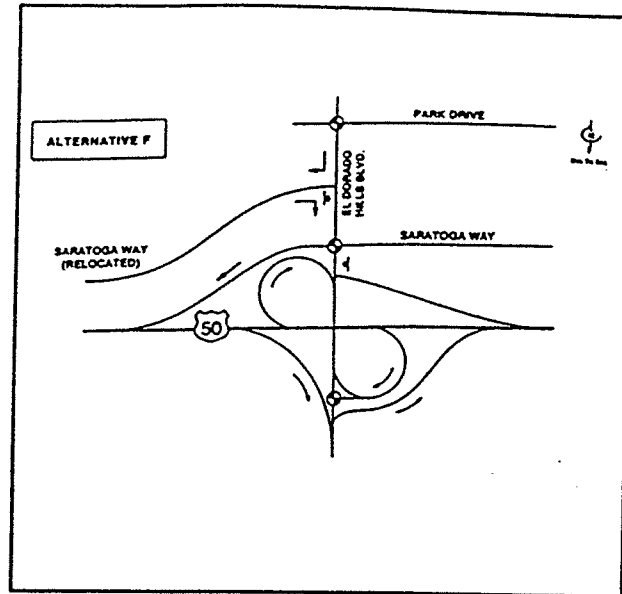 ALTERNATIVE F
PARK DRIVE
EL DORADO
HILLS BLVD.
SARATOGA WAY
SARATOGA WAY
(RELOCATED)
50